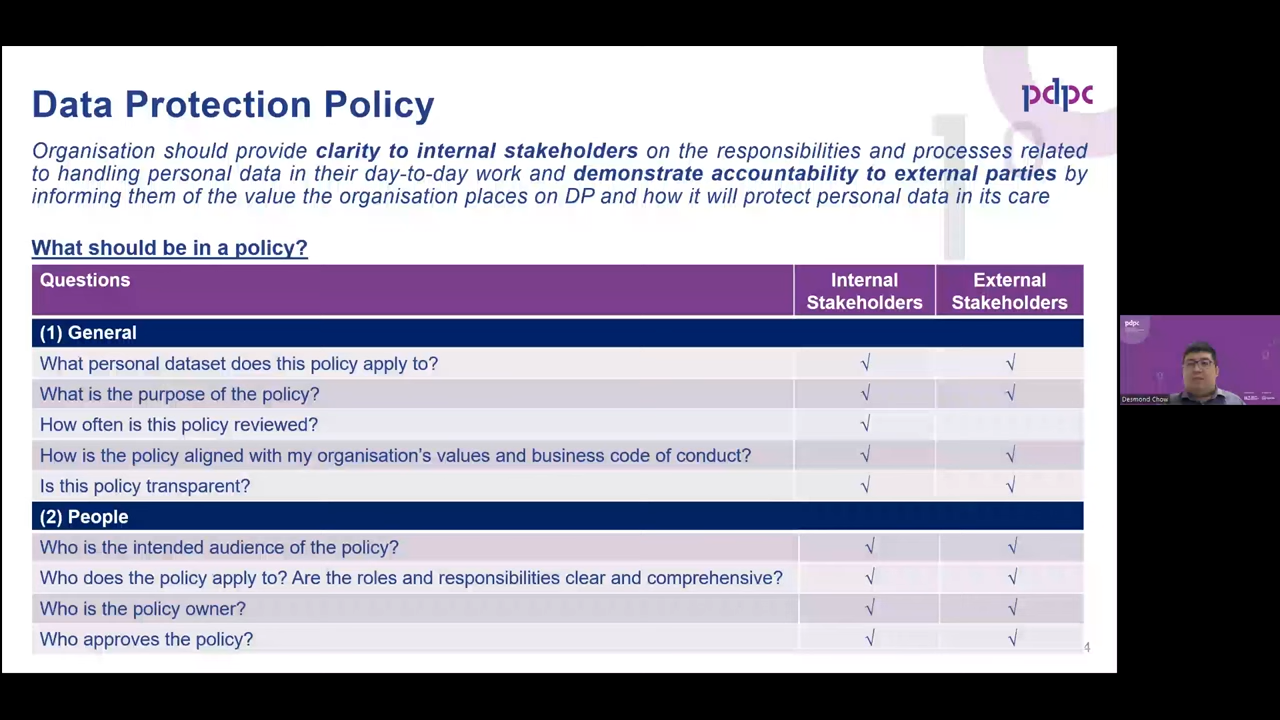 Data Protection Policy
pdpc
Organisation should provide clarity to internal stakeholders on the responsibilities and processes related
to handling personal data in their day-to-day work and demonstrate accountability to external parties by
informing them of the value the organisation places on DP and how it will protect personal data in its care
What should be in a policy?
Questions Internal Stakeholders External Stakeholders
(1) General
What personal dataset does this policy apply to? √ √
What is the purpose of the policy? √ √
How often is this policy reviewed? √
How is the policy aligned with my organisation's values and business code of conduct? √ √
Is this policy transparent? √ √
(2) People
Who is the intended audience of the policy? √ √
Who does the policy apply to? Are the roles and responsibilities clear and comprehensive? √ √
Who is the policy owner? √ √
Who approves the policy? √ √
4
pdpc
Desmond Chow